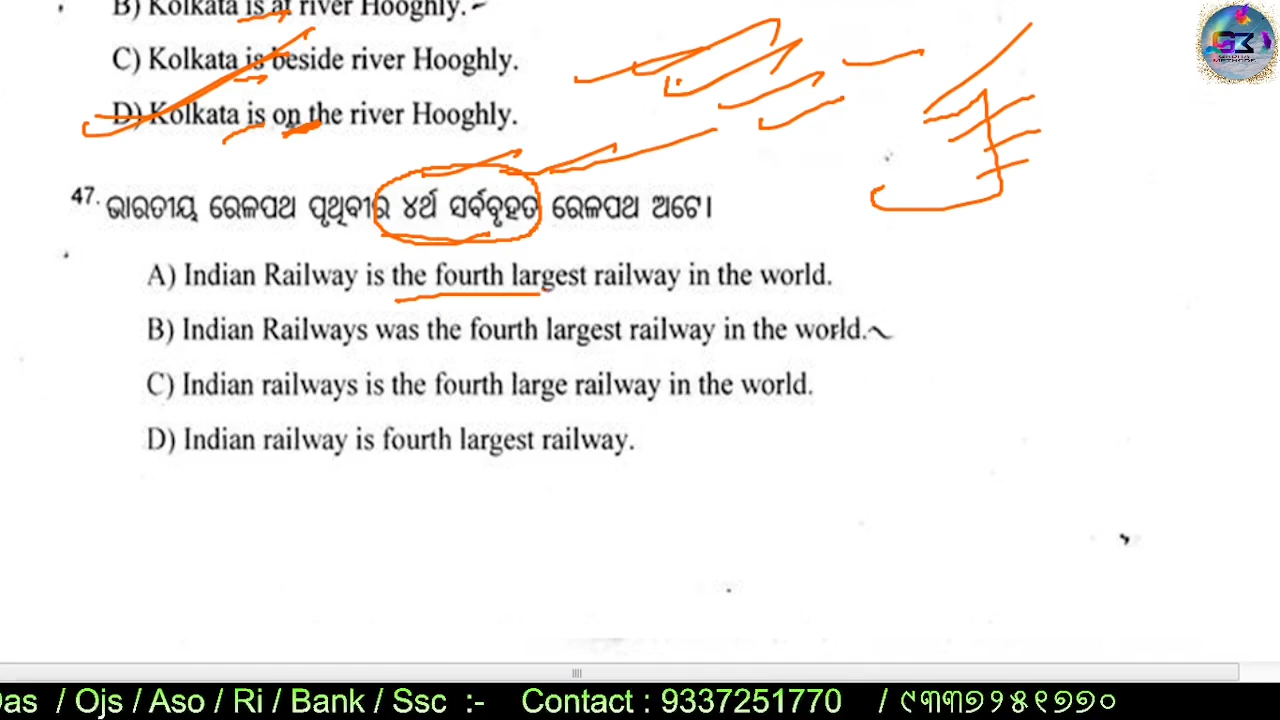 B) Kolkata is at river Hooghly.
C) Kolkata is beside river Hooghly.
D) Kolkata is on the river Hooghly.
47. ଭାରତୀୟ ରେଳପଥ ପୃଥିବୀର ୪ର୍ଥ ସର୍ବବୃହତ ରେଳପଥ ଅଟେ।
A) Indian Railway is the fourth largest railway in the world.
B) Indian Railways was the fourth largest railway in the world.
C) Indian railways is the fourth large railway in the world.
D) Indian railway is fourth largest railway.
/ Ojs / Aso / Ri / Bank / Ssc :- Contact : 9337251770 / ୯୩୩୭୨୫୧୭୭୦